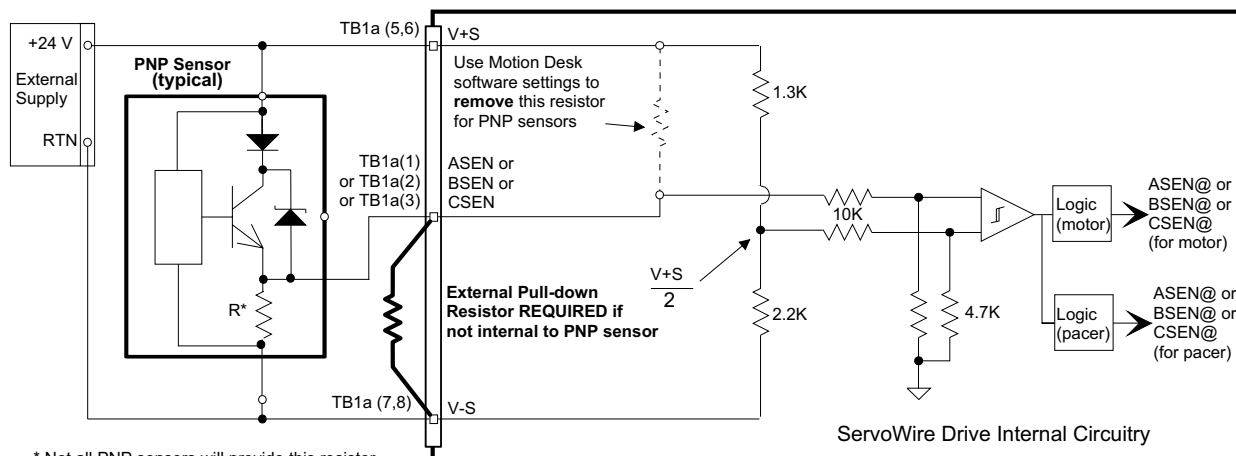 +24 V
External
Supply
RTN
PNP Sensor
(typical)
R*
TB1a (5,6)
V+S
TB1a(1)
or TB1a(2)
or TB1a(3)
ASEN or
BSEN or
CSEN
Use Motion Desk
software settings to
remove this resistor
for PNP sensors
External Pull-down
Resistor REQUIRED if
not internal to PNP sensor
TB1a (7,8)
V-S
1.3K
V+S
2
2.2K
10K
4.7K
Logic
(motor)
ASEN@ or
BSEN@ or
CSEN@
(for motor)
Logic
(pacer)
ASEN@ or
BSEN@ or
CSEN@
(for pacer)
ServoWire Drive Internal Circuitry
* Not all PNP sensors will provide this resistor